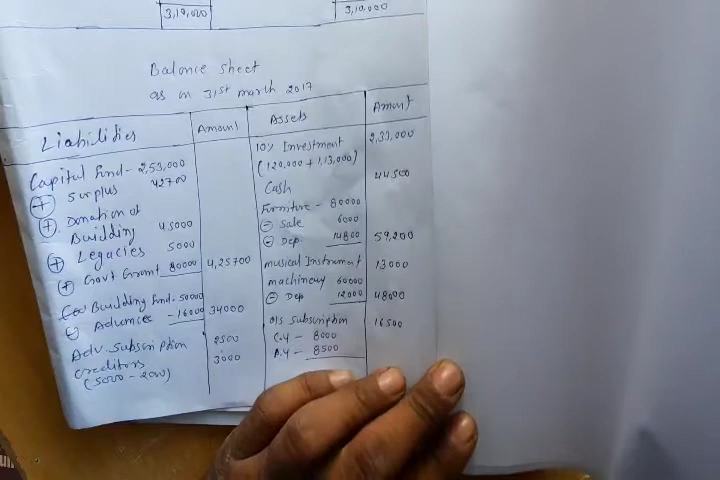 3,10,000 3,10,000
Balance sheet
as on 31st march 2017
Liabilities Amount Assets Amount
Capital fund - 2,53,000
(+) Surplus 42700
(+) Donation of
Building 45000
(+) Legacies 5000
(+) Govt Grant 80000 4,25700
Building fund - 50000
(-) Advances - 16000 34000
Adv. Subscription 2500
Creditors 3000
(5000 - 2000)
10% Investment 2,33,000
(120,000 + 1,13,000)
Cash 44500
Furniture - 80000
(-) Sale 6000
(-) Dep. 14800 59,200
musical Instrument 13000
machinery 60000
(-) Dep 12000 48000
o/s Subscription 16500
C.Y - 8000
P.Y - 8500